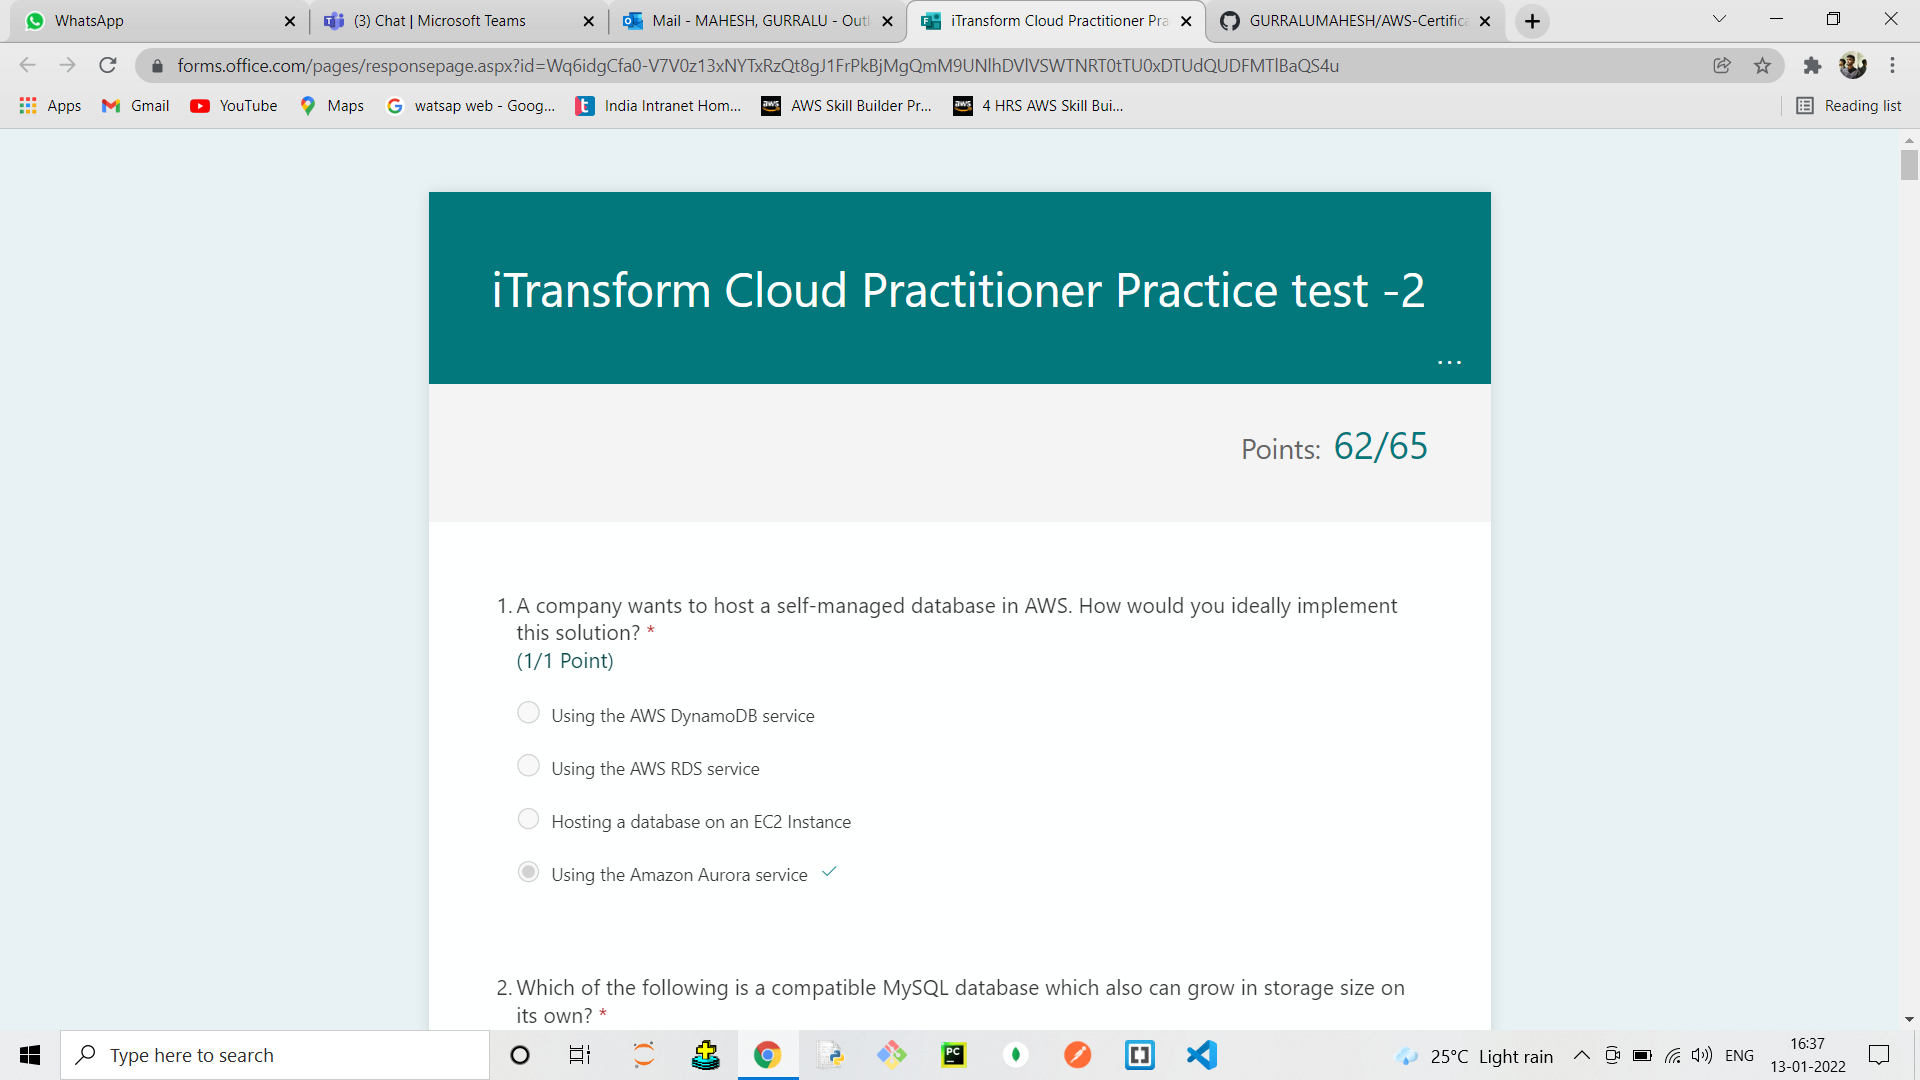 WhatsApp
(3) Chat | Microsoft Teams
Mail - MAHESH, GURRALU - Outl
iTransform Cloud Practitioner Pra
GURRALUMAHESH/AWS-Certifica
forms.office.com/pages/responsepage.aspx?id=Wq6idgCfa0-V7V0z13xNYTxRzQt8gJ1FrPkBjMgQmM9UNlhDVlVSWTNRT0tTU0xDTUdQUDFMTlBaQS4u
Apps
Gmail
YouTube
Maps
watsap web - Goog...
India Intranet Hom...
AWS Skill Builder Pr...
4 HRS AWS Skill Bui...
Reading list
iTransform Cloud Practitioner Practice test -2
...
Points: 62/65
1. A company wants to host a self-managed database in AWS. How would you ideally implement
this solution? *
(1/1 Point)
Using the AWS DynamoDB service
Using the AWS RDS service
Hosting a database on an EC2 Instance
Using the Amazon Aurora service
2. Which of the following is a compatible MySQL database which also can grow in storage size on
its own? *
Type here to search
25°C Light rain
ENG
16:37
13-01-2022